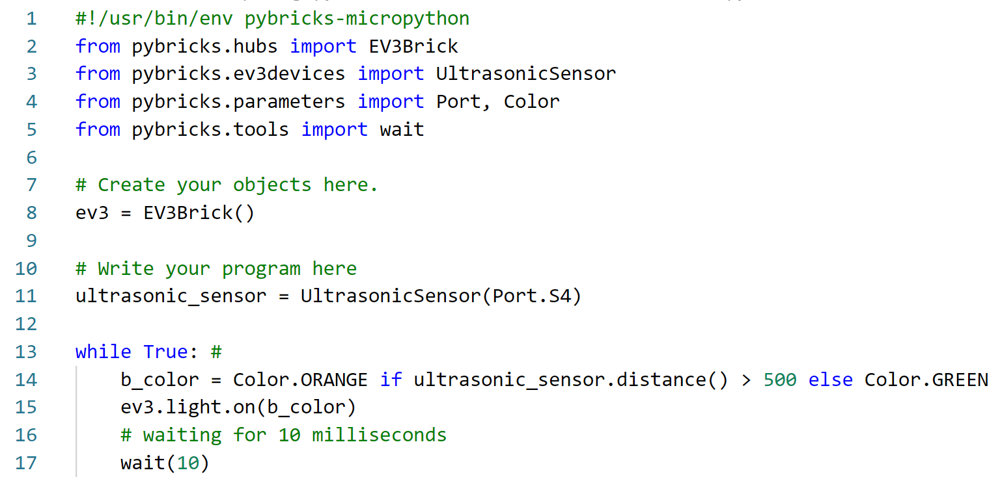 1 #!/usr/bin/env pybricks-micropython
2 from pybricks.hubs import EV3Brick
3 from pybricks.ev3devices import UltrasonicSensor
4 from pybricks.parameters import Port, Color
5 from pybricks.tools import wait
6
7 # Create your objects here.
8 ev3 = EV3Brick()
9
10 # Write your program here
11 ultrasonic_sensor = UltrasonicSensor(Port.S4)
12
13 while True: #
14     b_color = Color.ORANGE if ultrasonic_sensor.distance() > 500 else Color.GREEN
15     ev3.light.on(b_color)
16     # waiting for 10 milliseconds
17     wait(10)